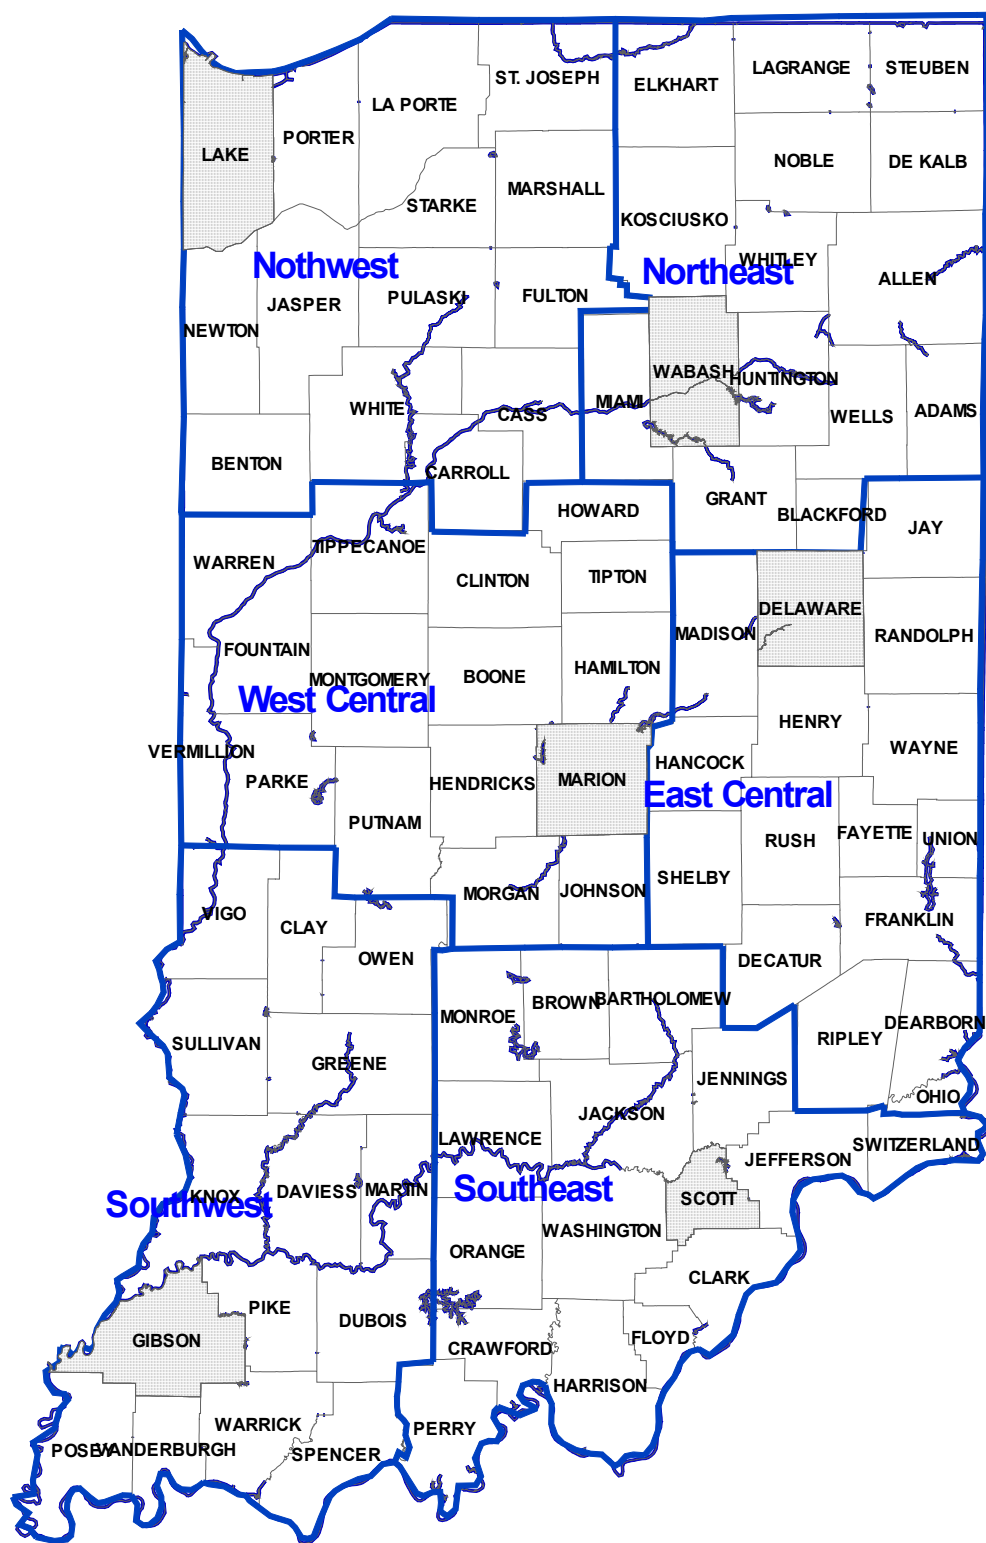 ST. JOSEPH
ELKHART
LAGRANGE
STEUBEN
LA PORTE
PORTER
LAKE
NOBLE
DE KALB
MARSHALL
STARKE
KOSCIUSKO
WHITLEY
ALLEN
Nothwest
Northeast
JASPER
PULASKI
FULTON
NEWTON
WABASH
HUNTINGTON
MIAMI
WHITE
CASS
WELLS
ADAMS
BENTON
CARROLL
GRANT
BLACKFORD
HOWARD
JAY
TIPPECANOE
WARREN
CLINTON
TIPTON
DELAWARE
MADISON
RANDOLPH
FOUNTAIN
MONTGOMERY
BOONE
HAMILTON
West Central
HENRY
VERMILLION
WAYNE
PARKE
HENDRICKS
MARION
HANCOCK
East Central
PUTNAM
RUSH
FAYETTE
UNION
SHELBY
MORGAN
JOHNSON
VIGO
CLAY
FRANKLIN
OWEN
DECATUR
MONROE
BROWN
BARTHOLOMEW
SULLIVAN
GREENE
RIPLEY
DEARBORN
JENNINGS
OHIO
JACKSON
LAWRENCE
JEFFERSON
SWITZERLAND
KNOX
DAVIESS
MARTIN
Southwest
Southeast
SCOTT
WASHINGTON
ORANGE
CLARK
PIKE
DUBOIS
GIBSON
CRAWFORD
FLOYD
HARRISON
WARRICK
PERRY
POSEY
VANDERBURGH
SPENCER